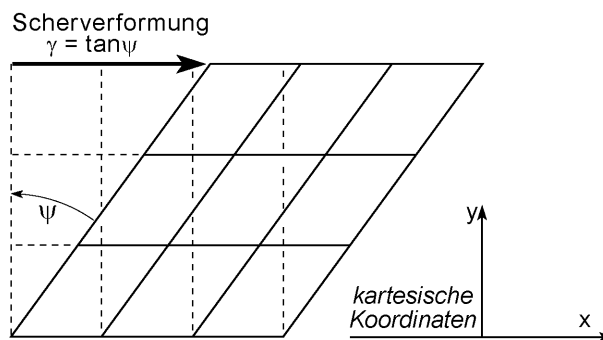 Scherverformung
γ = tanψ
ψ
y
kartesische
Koordinaten
x